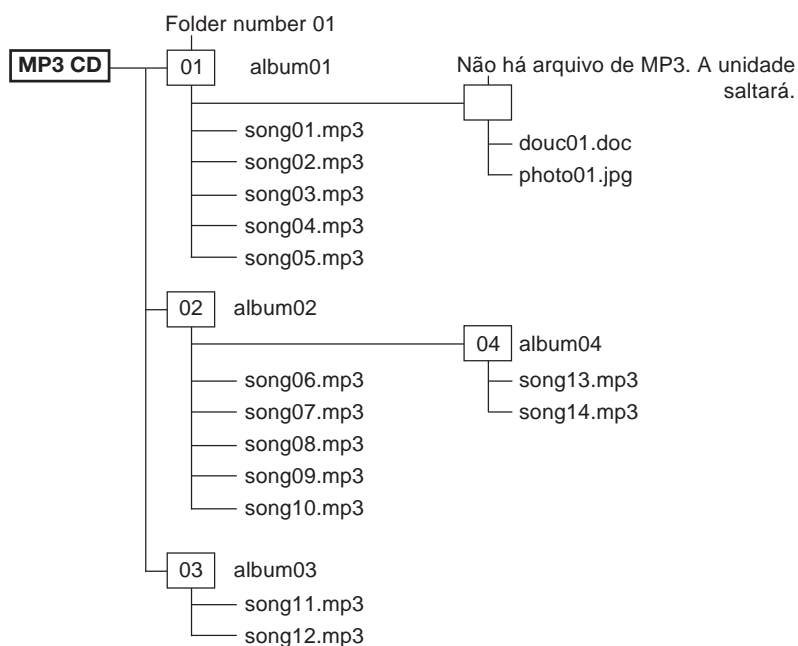 Folder number 01
MP3 CD
01 album01
Não há arquivo de MP3. A unidade
saltará.
song01.mp3
song02.mp3
song03.mp3
song04.mp3
song05.mp3
douc01.doc
photo01.jpg
02 album02
04 album04
song06.mp3
song07.mp3
song08.mp3
song09.mp3
song10.mp3
song13.mp3
song14.mp3
03 album03
song11.mp3
song12.mp3